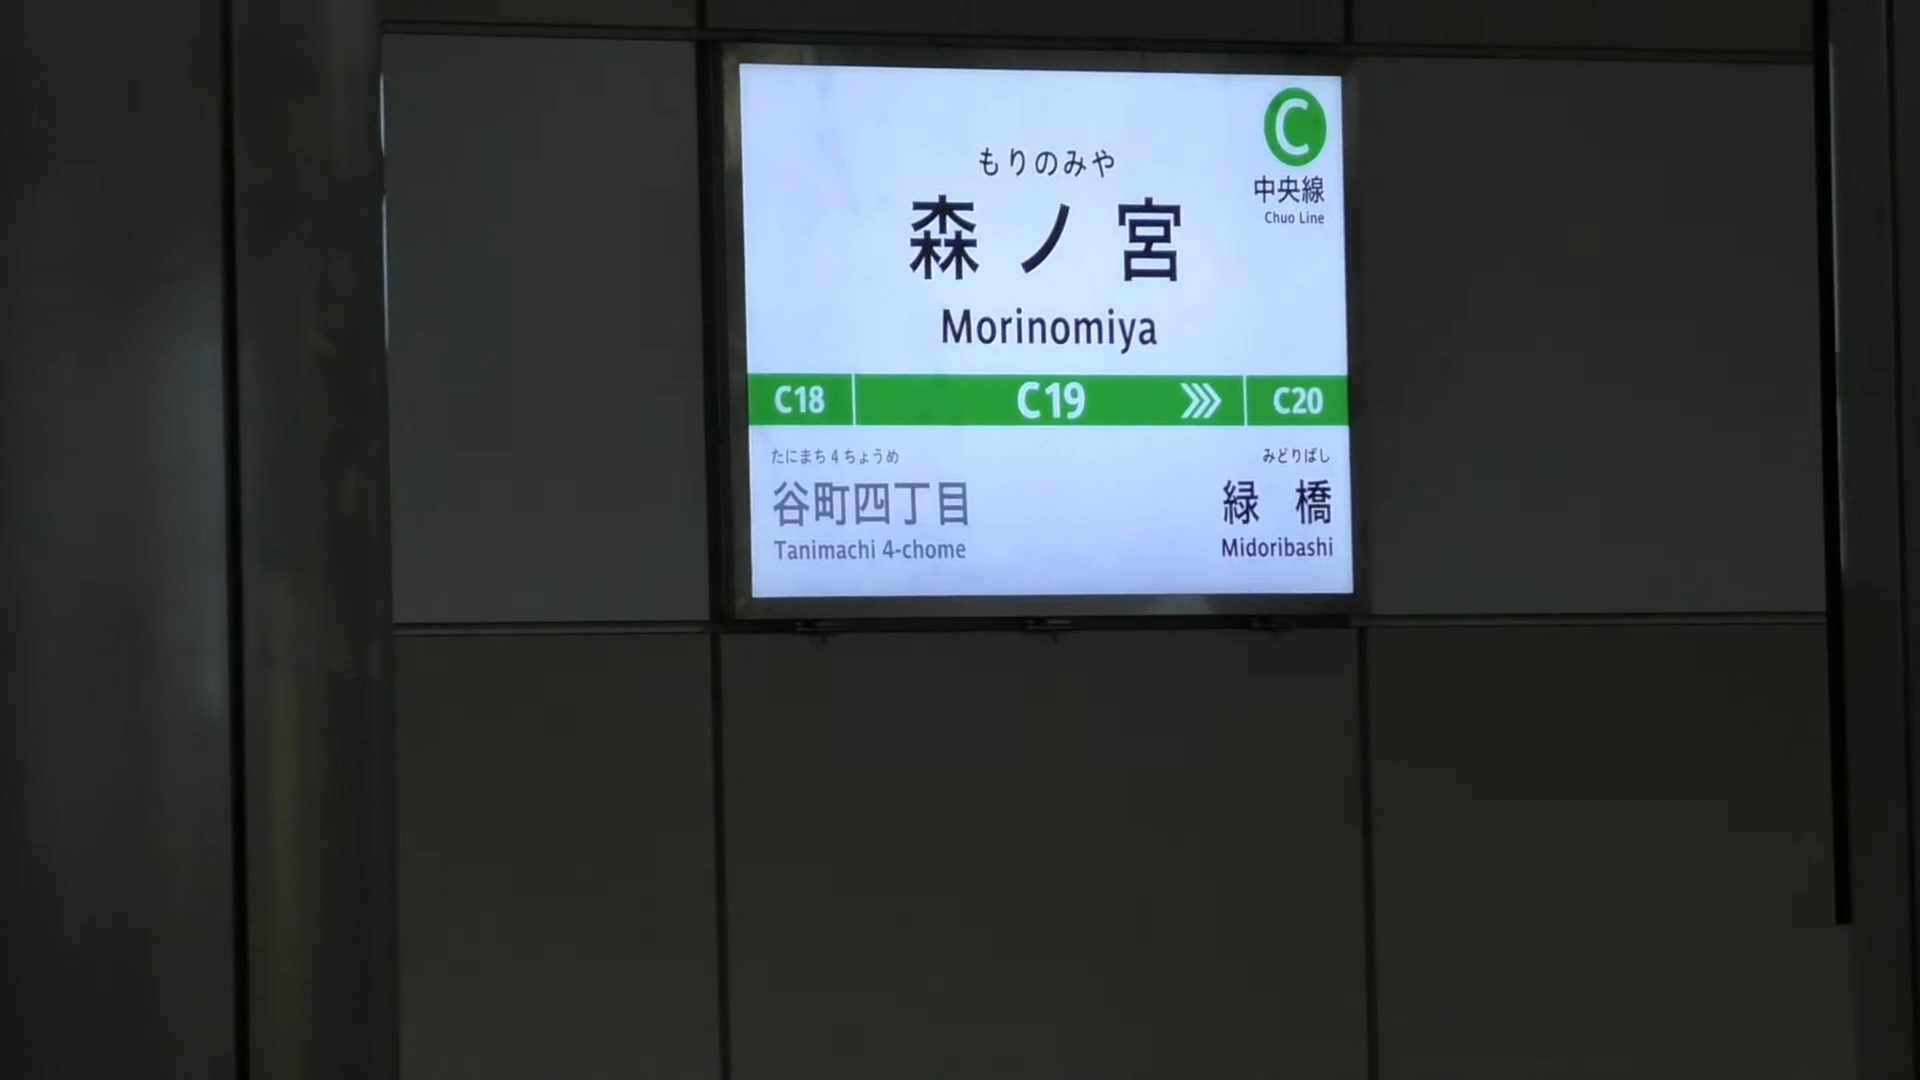 C
中央線
Chuo Line
もりのみや
森ノ宮
Morinomiya
C18 C19 C20
たにまち4ちょうめ
谷町四丁目
Tanimachi 4-chome
みどりばし
緑橋
Midoribashi